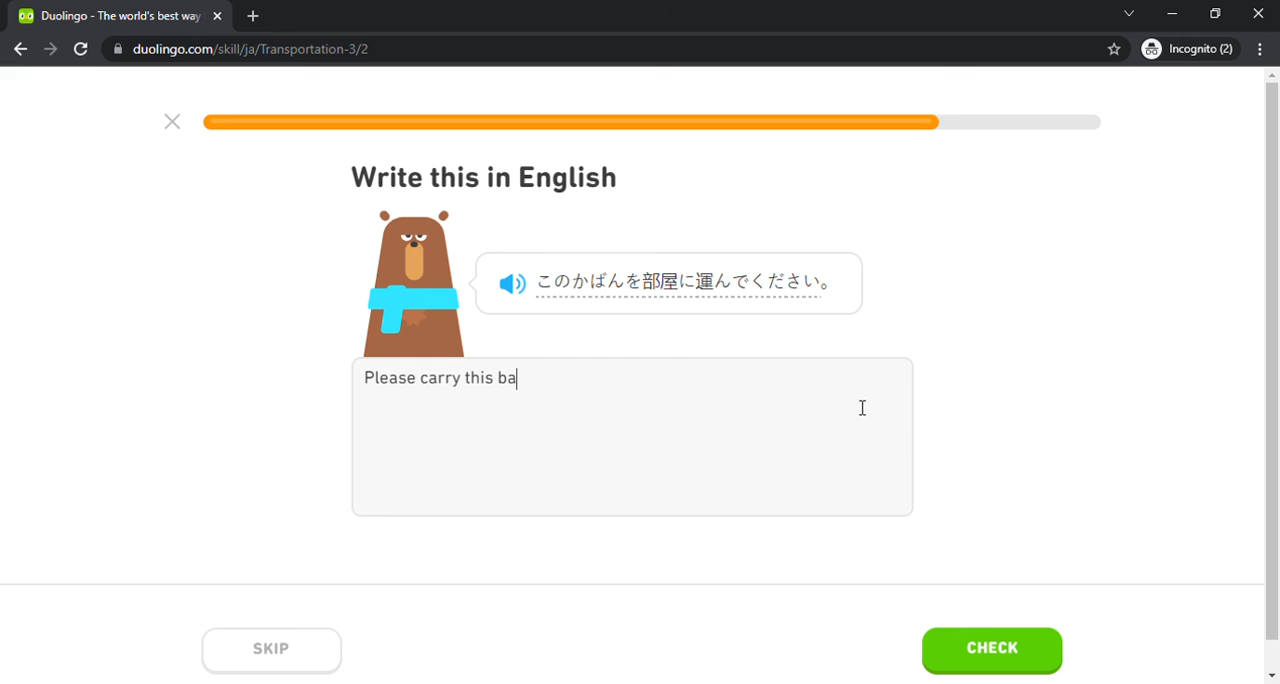 Duolingo - The world's best way
duolingo.com/skill/ja/Transportation-3/2
Incognito (2)
Write this in English
このかばんを部屋に運んでください。
Please carry this ba
SKIP
CHECK